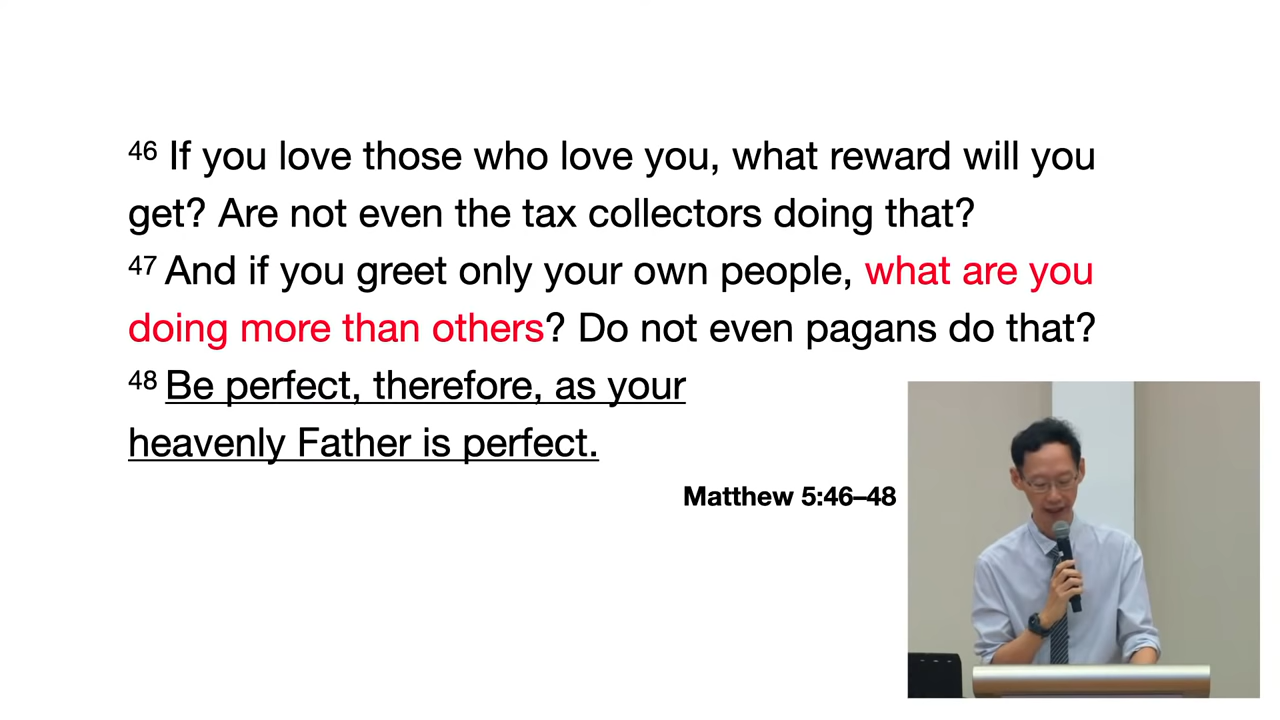 46 If you love those who love you, what reward will you
get? Are not even the tax collectors doing that?
47 And if you greet only your own people, what are you
doing more than others? Do not even pagans do that?
48 Be perfect, therefore, as your
heavenly Father is perfect.
Matthew 5:46–48